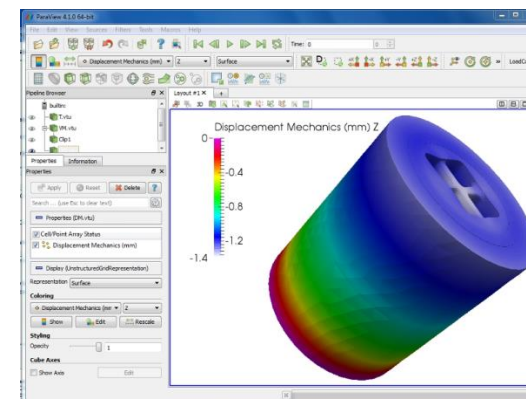 ParaView 4.1.0 64-bit
File Edit View Sources Filters Tools Macros Help
Time: 0
Displacement Mechanics (mm) Z Surface
Pipeline Browser
Layout #1
builtin:
T.vtu
VM.vtu
Clip1
3D
Properties Information
Properties
Apply Reset Delete ?
Search ... (use Esc to clear text)
Properties (DM.vtu)
Cell/Point Array Status
Displacement Mechanics (mm)
Display (UnstructuredGridRepresentation)
Representation Surface
Coloring
Displacement Mechanics (mm Z
Show Edit Rescale
Styling
Opacity 1
Cube Axes
Show Axis Edit
Displacement Mechanics (mm) Z
0
-0.4
-0.8
-1.2
-1.4